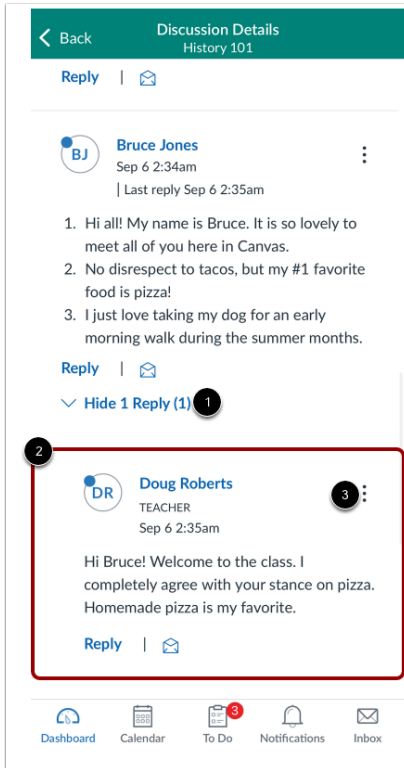 Back
Discussion Details
History 101
Reply |
BJ
Bruce Jones
Sep 6 2:34am
| Last reply Sep 6 2:35am
1. Hi all! My name is Bruce. It is so lovely to
meet all of you here in Canvas.
2. No disrespect to tacos, but my #1 favorite
food is pizza!
3. I just love taking my dog for an early
morning walk during the summer months.
Reply |
Hide 1 Reply (1) 1
2
DR
Doug Roberts
TEACHER
Sep 6 2:35am
3
Hi Bruce! Welcome to the class. I
completely agree with your stance on pizza.
Homemade pizza is my favorite.
Reply |
3
Dashboard Calendar To Do Notifications Inbox